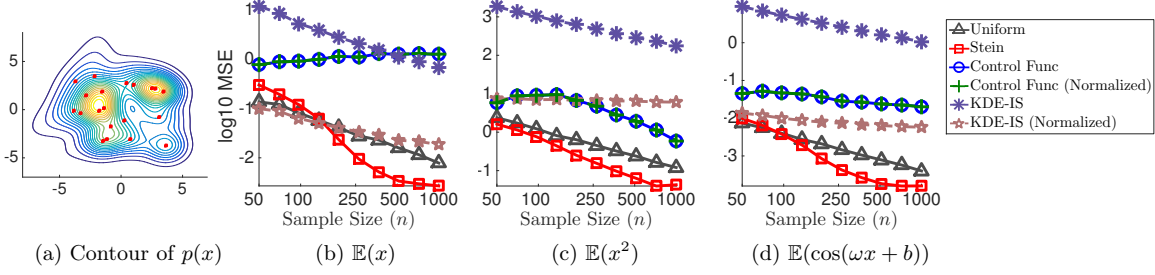 5
0
-5
-5
0
5
(a) Contour of p(x)
log10 MSE
1
0
-1
-2
50
100
250
500
1000
Sample Size (n)
(b) 𝔼(x)
3
2
1
0
-1
50
100
250
500
1000
Sample Size (n)
(c) 𝔼(x²)
0
-1
-2
-3
50
100
250
500
1000
Sample Size (n)
(d) 𝔼(cos(ωx + b))
Uniform
Stein
Control Func
Control Func (Normalized)
KDE-IS
KDE-IS (Normalized)